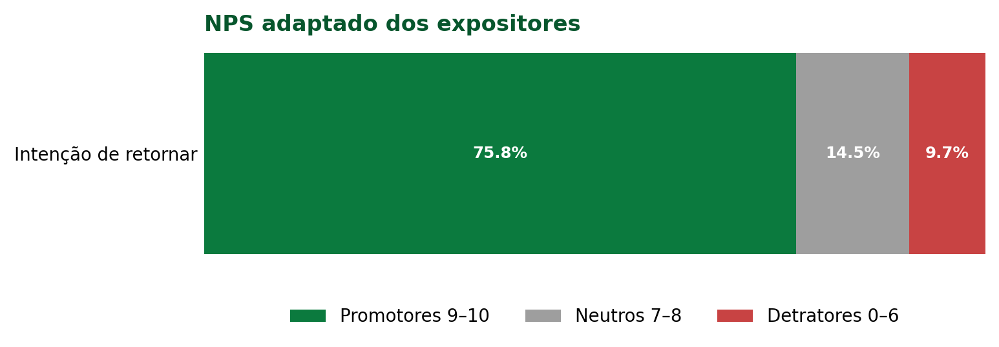 NPS adaptado dos expositores
Intenção de retornar
75.8%
14.5%
9.7%
Promotores 9–10
Neutros 7–8
Detratores 0–6